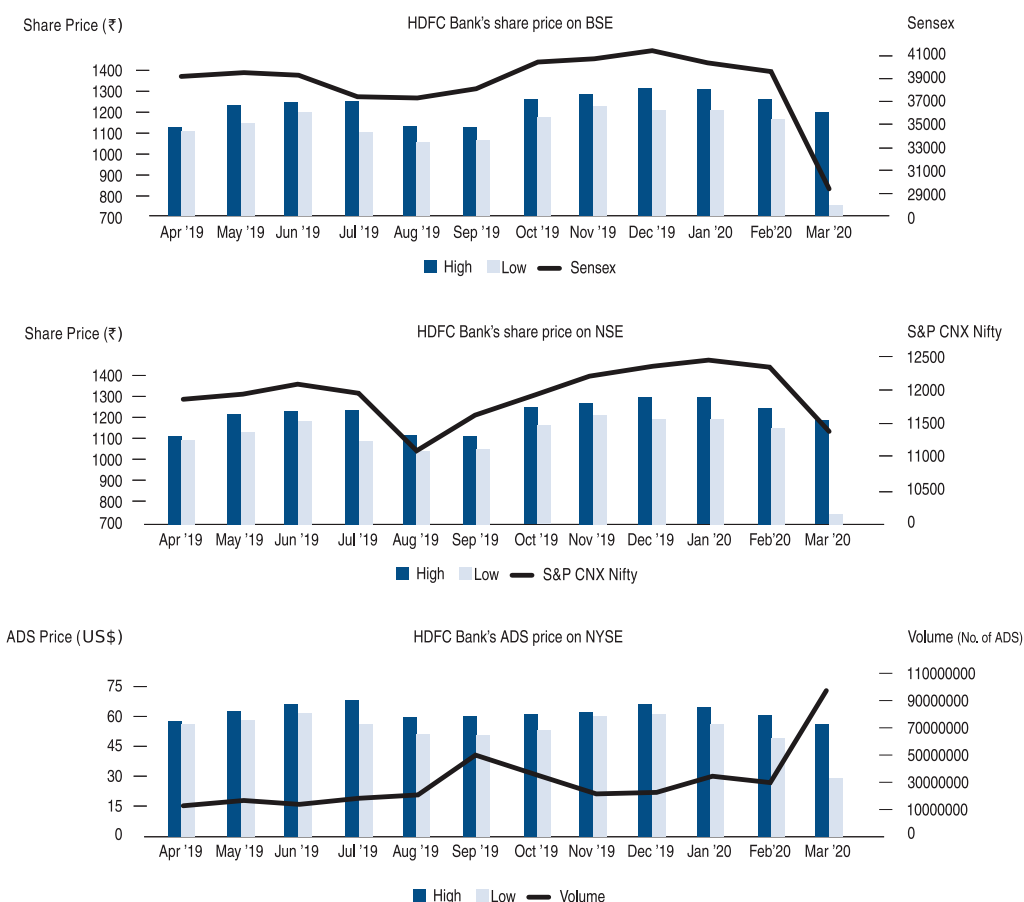 Share Price (₹) HDFC Bank's share price on BSE Sensex
1400 41000
1300 39000
1200 37000
1100 35000
1000 33000
900 31000
800 29000
700 0
Apr '19 May '19 Jun '19 Jul '19 Aug '19 Sep '19 Oct '19 Nov '19 Dec '19 Jan '20 Feb'20 Mar '20
High Low Sensex
Share Price (₹) HDFC Bank's share price on NSE S&P CNX Nifty
1400 12500
1300 12000
1200 11500
1100 11000
1000 10500
900 0
800
700
Apr '19 May '19 Jun '19 Jul '19 Aug '19 Sep '19 Oct '19 Nov '19 Dec '19 Jan '20 Feb'20 Mar '20
High Low S&P CNX Nifty
ADS Price (US$) HDFC Bank's ADS price on NYSE Volume (No. of ADS)
75 110000000
60 90000000
45 70000000
30 50000000
15 30000000
0 10000000
0
Apr '19 May '19 Jun '19 Jul '19 Aug '19 Sep '19 Oct '19 Nov '19 Dec '19 Jan '20 Feb'20 Mar '20
High Low Volume